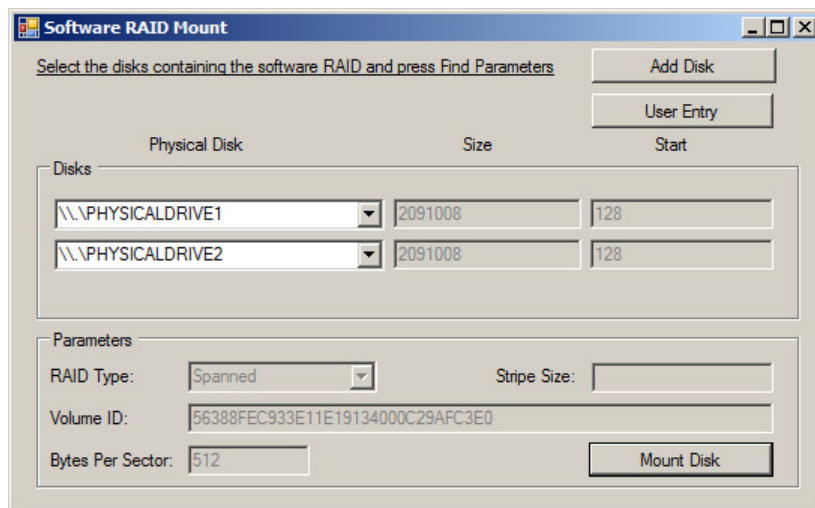 Software RAID Mount
Select the disks containing the software RAID and press Find Parameters
Add Disk
User Entry
Physical Disk Size Start
Disks
\\.\PHYSICALDRIVE1 2091008 128
\\.\PHYSICALDRIVE2 2091008 128
Parameters
RAID Type: Spanned Stripe Size:
Volume ID: 56388FEC933E11E19134000C29AFC3E0
Bytes Per Sector: 512 Mount Disk